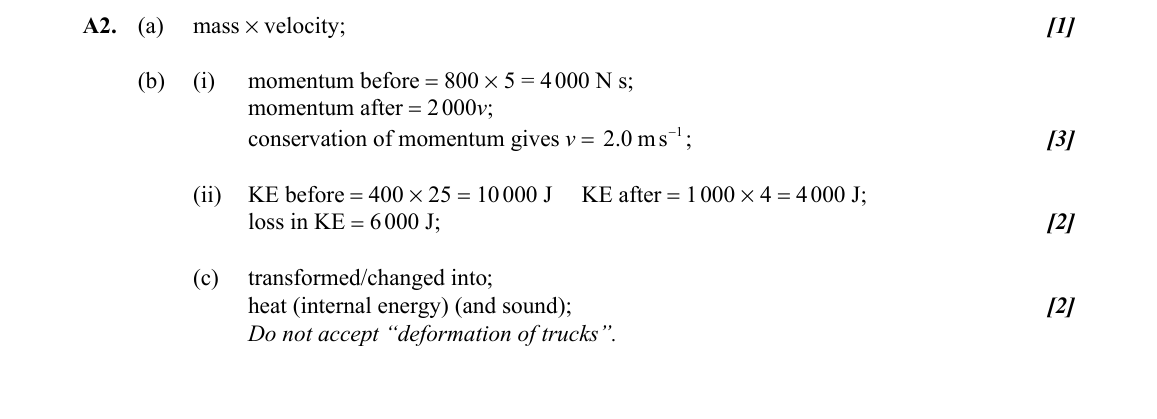 A2. (a) mass × velocity; [1]
(b) (i) momentum before = 800 × 5 = 4 000 N s;
momentum after = 2 000v;
conservation of momentum gives v = 2.0 m s⁻¹; [3]
(ii) KE before = 400 × 25 = 10 000 J KE after = 1 000 × 4 = 4 000 J;
loss in KE = 6 000 J; [2]
(c) transformed/changed into;
heat (internal energy) (and sound); [2]
Do not accept “deformation of trucks”.